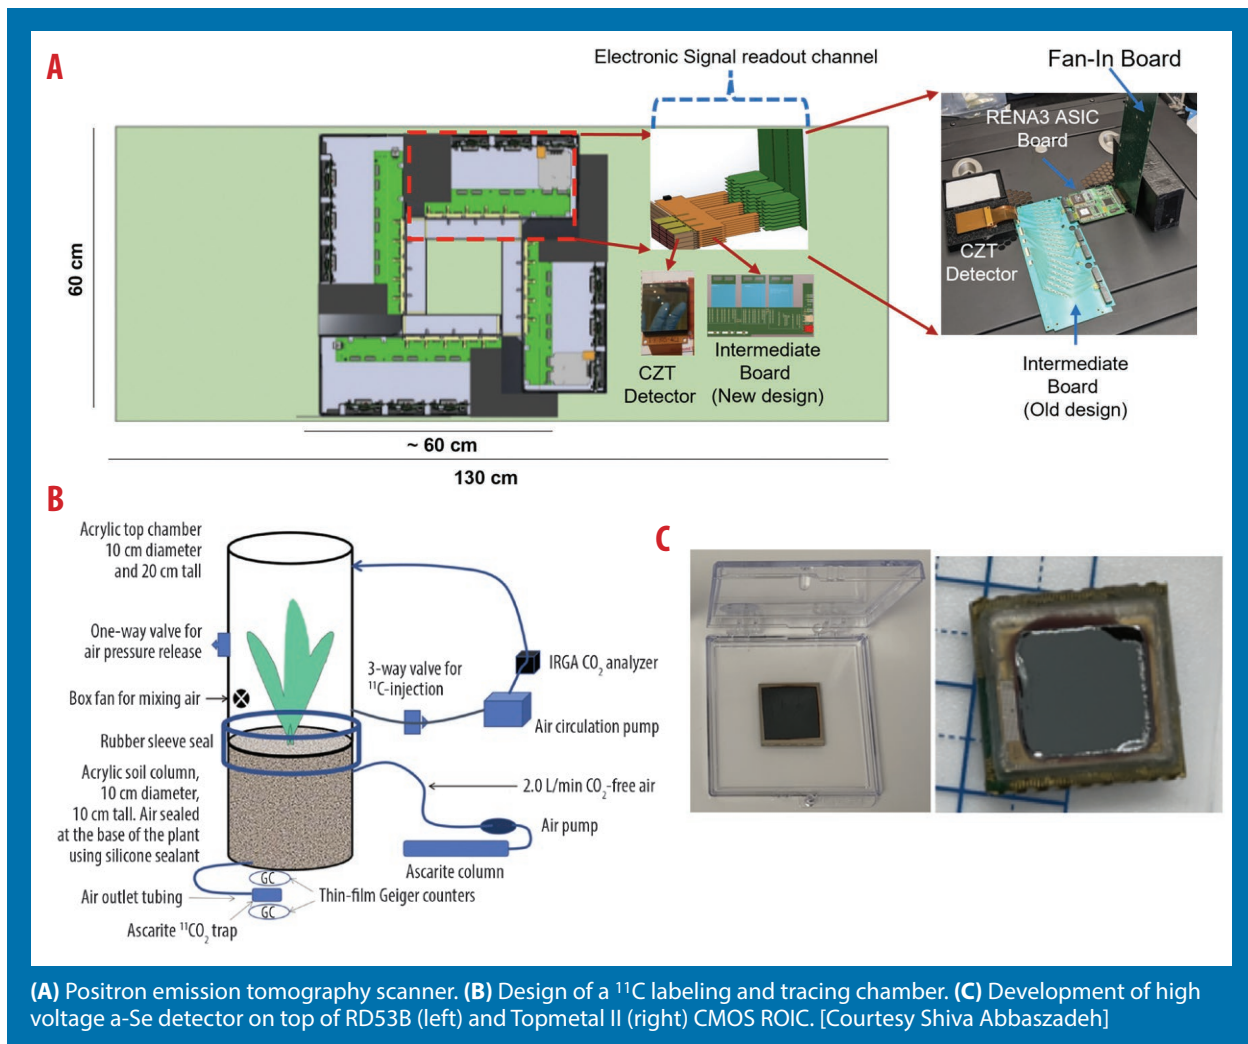 A
Electronic Signal readout channel
Fan-In Board
RENA3 ASIC
Board
CZT
Detector
60 cm
CZT
Detector
Intermediate
Board
(New design)
Intermediate
Board
(Old design)
~ 60 cm
130 cm
B
Acrylic top chamber
10 cm diameter
and 20 cm tall
One-way valve for
air pressure release
Box fan for mixing air
Rubber sleeve seal
Acrylic soil column,
10 cm diameter,
10 cm tall. Air sealed
at the base of the plant
using silicone sealant
Air outlet tubing
Ascarite ¹¹CO₂ trap
GC
GC
Thin-film Geiger counters
3-way valve for
¹¹C-injection
IRGA CO₂ analyzer
Air circulation pump
2.0 L/min CO₂-free air
Air pump
Ascarite column
C
(A) Positron emission tomography scanner. (B) Design of a ¹¹C labeling and tracing chamber. (C) Development of high
voltage a-Se detector on top of RD53B (left) and Topmetal II (right) CMOS ROIC. [Courtesy Shiva Abbaszadeh]